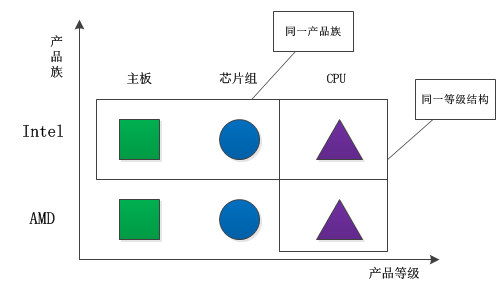 同一产品族
产品族
主板
芯片组
CPU
同一等级结构
Intel
AMD
产品等级